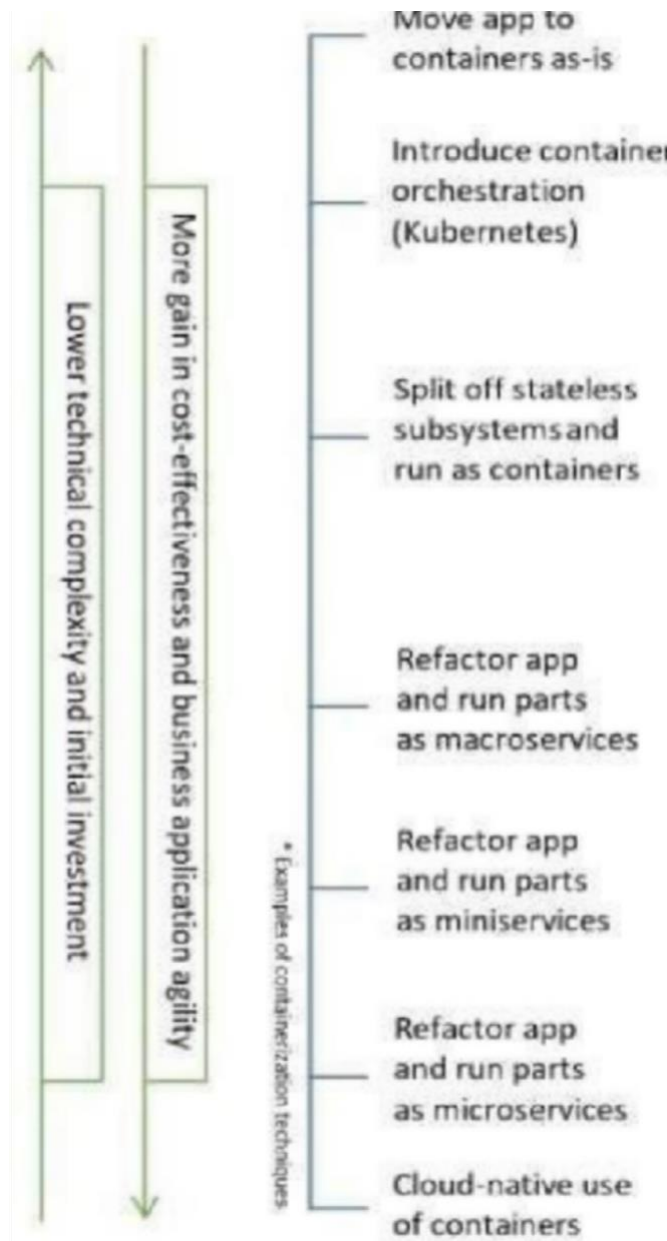 Move app to
containers as-is
Introduce container
orchestration
(Kubernetes)
Split off stateless
subsystems and
run as containers
Refactor app
and run parts
as macroservices
Refactor app
and run parts
as miniservices
Refactor app
and run parts
as microservices
Cloud-native use
of containers
More gain in cost-effectiveness and business application agility
Lower technical complexity and initial investment
* Examples of containerization techniques